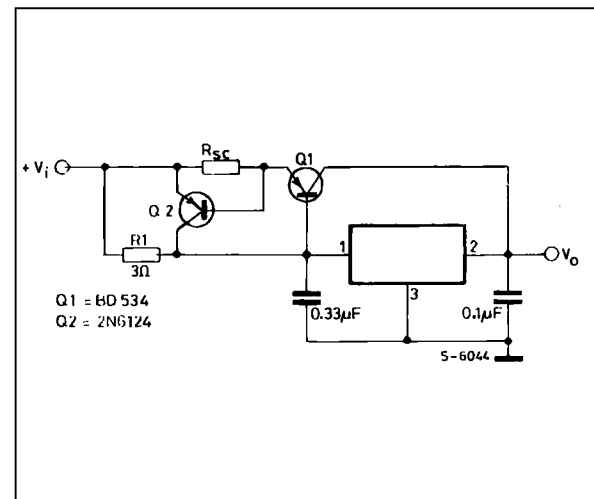 Rsc
Q1
+ Vi
Q 2
R1
3Ω
1
2
Vo
3
0.33µF
0.1µF
Q1 = BD 534
Q2 = 2N6124
S-6044